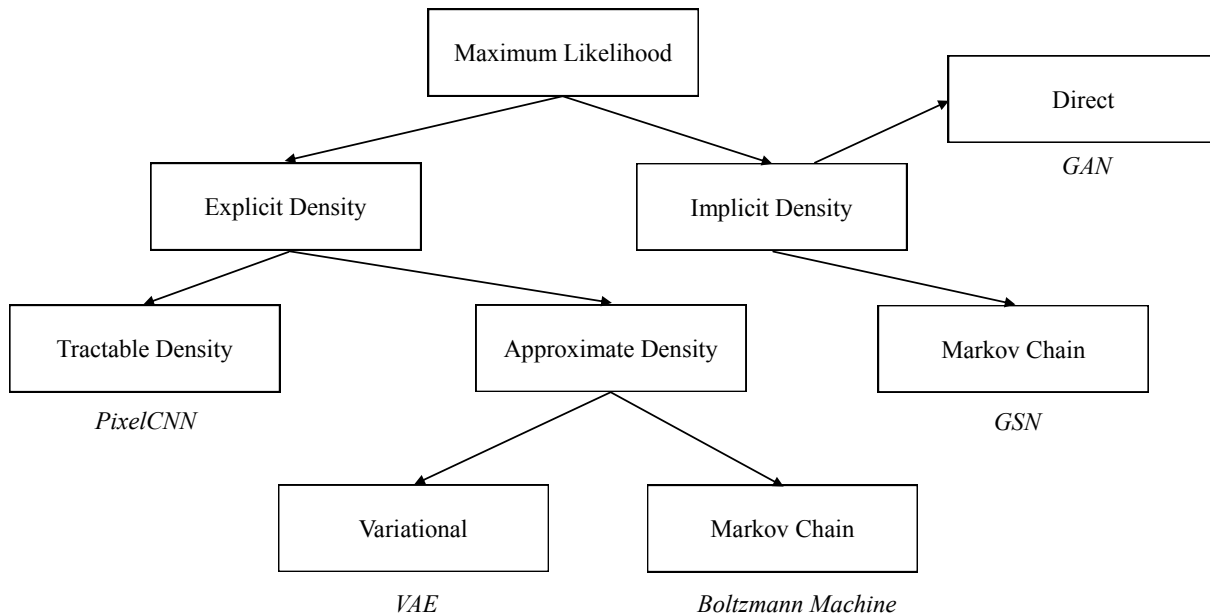 Maximum Likelihood
Direct
GAN
Explicit Density
Implicit Density
Tractable Density
Approximate Density
Markov Chain
PixelCNN
GSN
Variational
Markov Chain
VAE
Boltzmann Machine